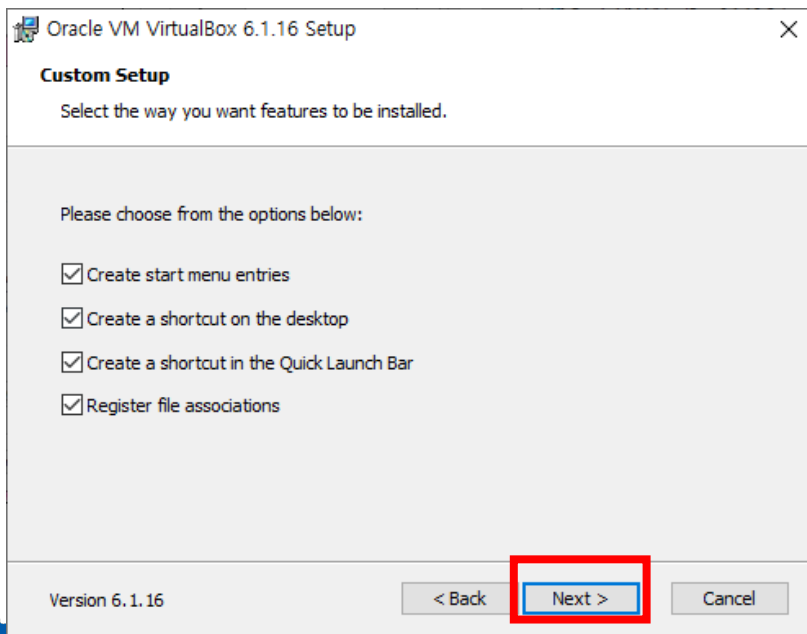 Oracle VM VirtualBox 6.1.16 Setup
Custom Setup
Select the way you want features to be installed.
Please choose from the options below:
Create start menu entries
Create a shortcut on the desktop
Create a shortcut in the Quick Launch Bar
Register file associations
Version 6.1.16
< Back
Next >
Cancel